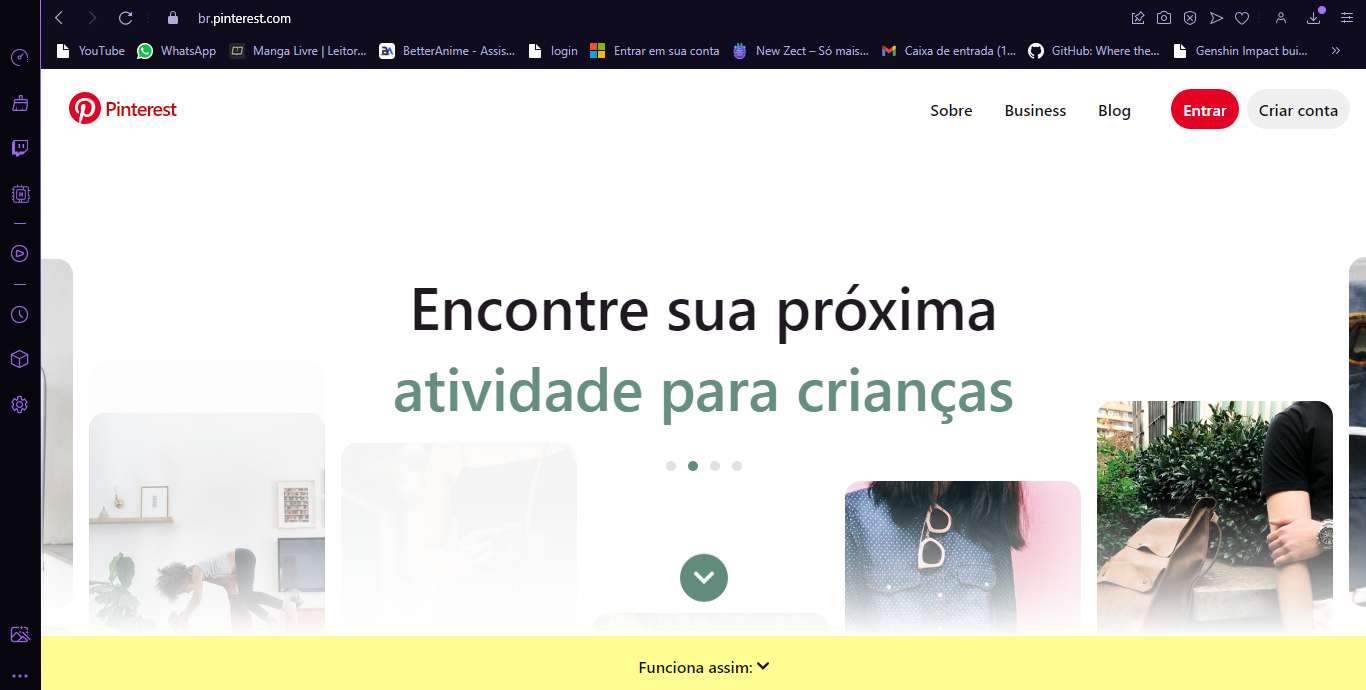 br.pinterest.com
YouTube WhatsApp Manga Livre | Leitor... BetterAnime - Assis... login Entrar em sua conta New Zect – Só mais... Caixa de entrada (1... GitHub: Where the... Genshin Impact bui... »
Pinterest Sobre Business Blog Entrar Criar conta
Encontre sua próxima
atividade para crianças
Funciona assim: